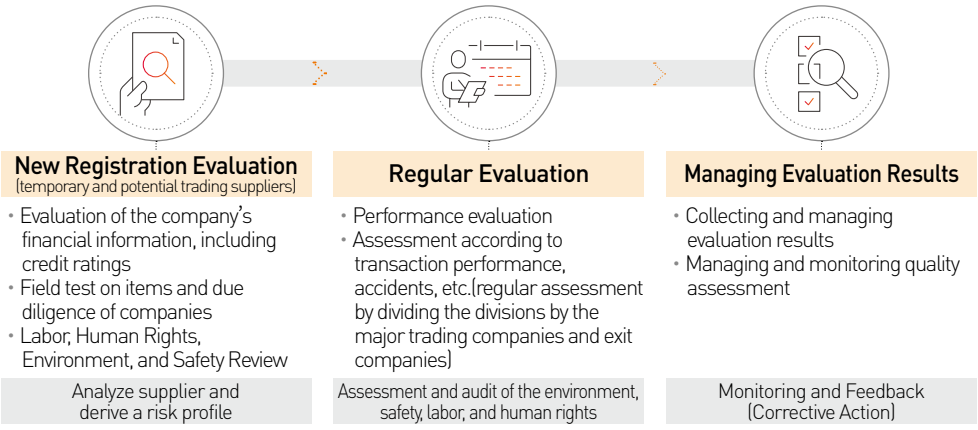 New Registration Evaluation
(temporary and potential trading suppliers)
• Evaluation of the company's
financial information, including
credit ratings
• Field test on items and due
diligence of companies
• Labor, Human Rights,
Environment, and Safety Review
Analyze supplier and
derive a risk profile
Regular Evaluation
• Performance evaluation
• Assessment according to
transaction performance,
accidents, etc.(regular assessment
by dividing the divisions by the
major trading companies and exit
companies)
Assessment and audit of the environment,
safety, labor, and human rights
Managing Evaluation Results
• Collecting and managing
evaluation results
• Managing and monitoring quality
assessment
Monitoring and Feedback
(Corrective Action)